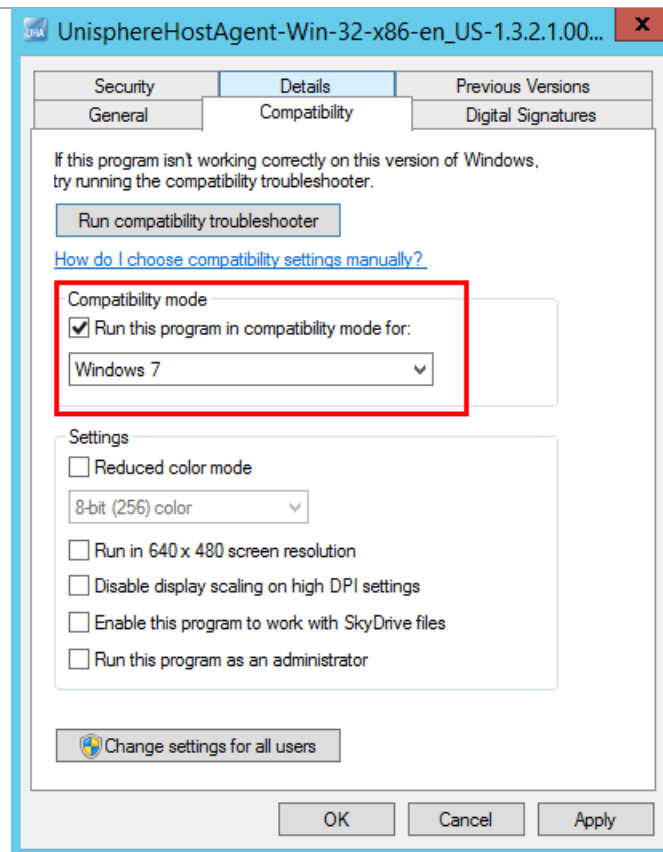 UHA UnisphereHostAgent-Win-32-x86-en_US-1.3.2.1.00... x
Security Details Previous Versions
General Compatibility Digital Signatures
If this program isn't working correctly on this version of Windows,
try running the compatibility troubleshooter.
Run compatibility troubleshooter
How do I choose compatibility settings manually?
Compatibility mode
Run this program in compatibility mode for:
Windows 7
Settings
Reduced color mode
8-bit (256) color
Run in 640 x 480 screen resolution
Disable display scaling on high DPI settings
Enable this program to work with SkyDrive files
Run this program as an administrator
Change settings for all users
OK Cancel Apply